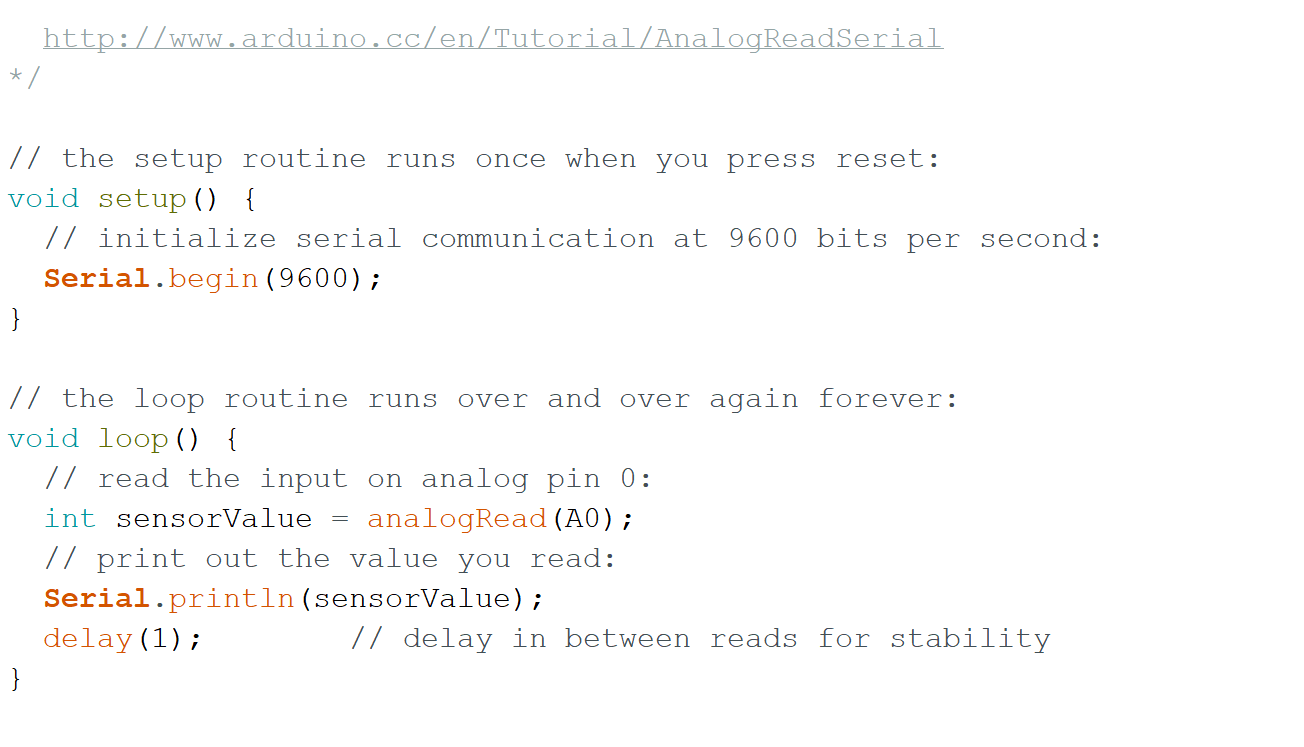 http://www.arduino.cc/en/Tutorial/AnalogReadSerial
*/
// the setup routine runs once when you press reset:
void setup() {
  // initialize serial communication at 9600 bits per second:
  Serial.begin(9600);
}
// the loop routine runs over and over again forever:
void loop() {
  // read the input on analog pin 0:
  int sensorValue = analogRead(A0);
  // print out the value you read:
  Serial.println(sensorValue);
  delay(1);        // delay in between reads for stability
}